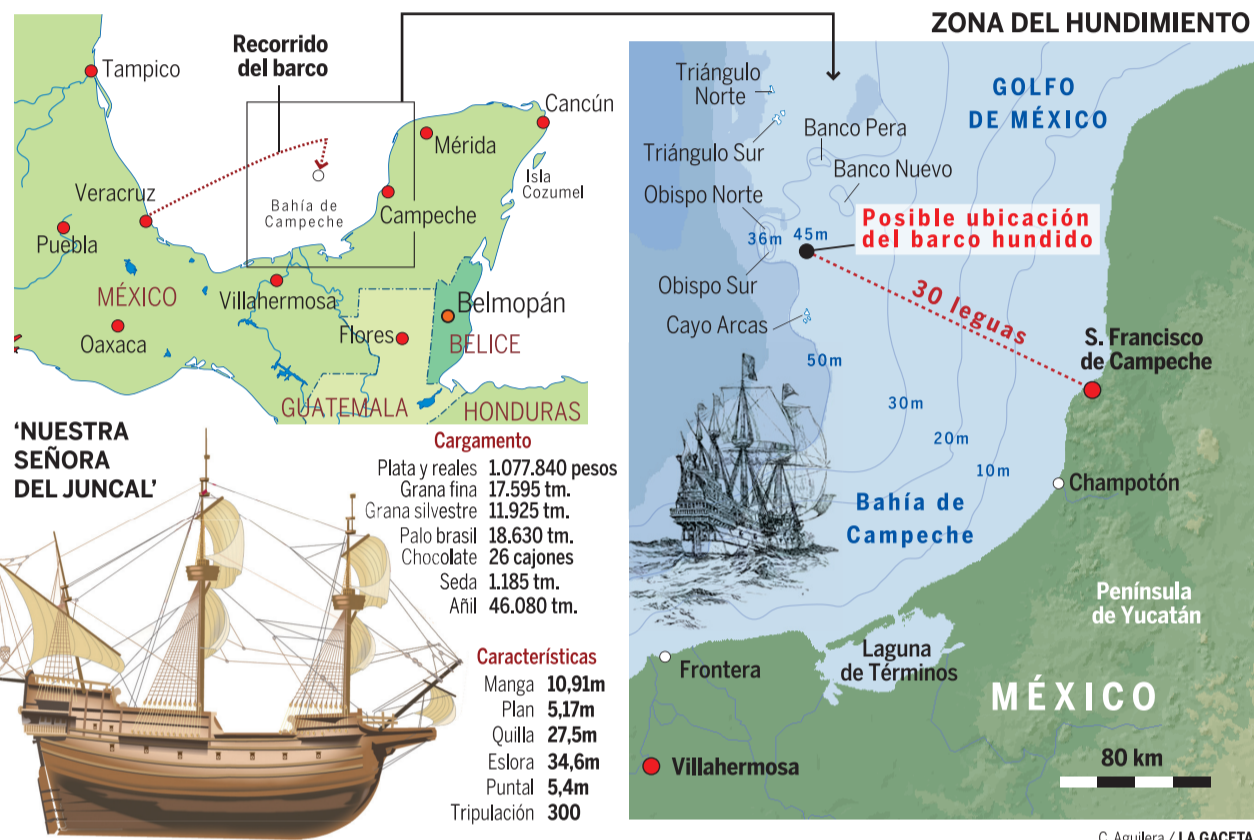 Recorrido
del barco
Tampico
Cancún
Mérida
Isla
Cozumel
Veracruz
Bahía de
Campeche
Campeche
Puebla
MÉXICO
Villahermosa
Belmopán
Oaxaca
Flores
BELICE
GUATEMALA
HONDURAS
'NUESTRA
SEÑORA
DEL JUNCAL'
Cargamento
Plata y reales 1.077.840 pesos
Grana fina 17.595 tm.
Grana silvestre 11.925 tm.
Palo brasil 18.630 tm.
Chocolate 26 cajones
Seda 1.185 tm.
Añil 46.080 tm.
Características
Manga 10,91m
Plan 5,17m
Quilla 27,5m
Eslora 34,6m
Puntal 5,4m
Tripulación 300
ZONA DEL HUNDIMIENTO
Triángulo
Norte
GOLFO
DE MÉXICO
Banco Pera
Triángulo Sur
Banco Nuevo
Obispo Norte
Posible ubicación
del barco hundido
36m 45m
Obispo Sur
30 leguas
Cayo Arcas
S. Francisco
de Campeche
50m
30m
20m
10m
Champotón
Bahía de
Campeche
Península
de Yucatán
Laguna
de Términos
Frontera
MÉXICO
80 km
Villahermosa
C. Aguilera / LA GACETA